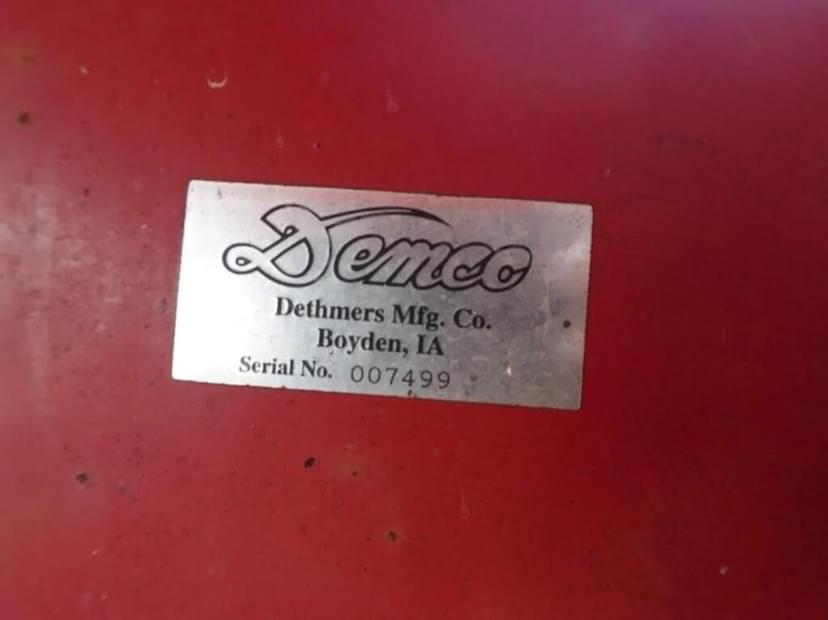 Demco
Dethmers Mfg. Co.
Boyden, IA
Serial No. 007499